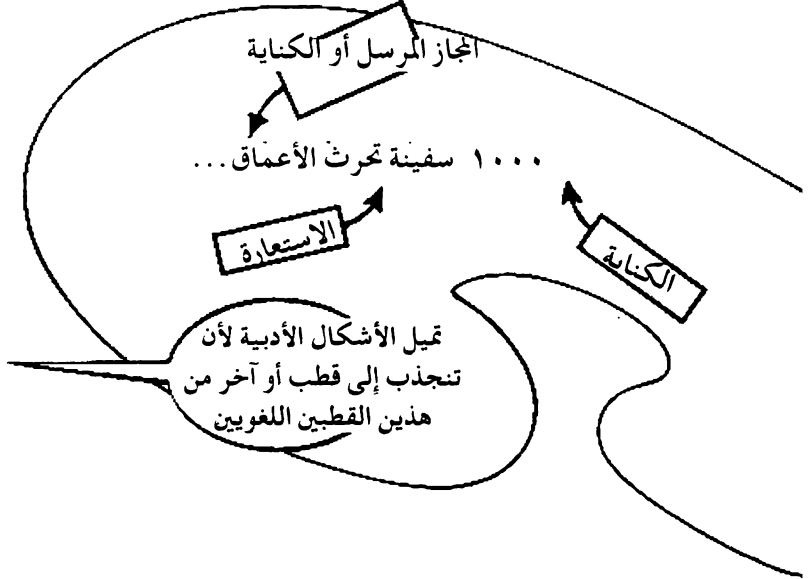 المجاز المرسل أو الكناية
١٠٠٠ سفينة تحرث الأعماق...
الاستعارة
الكناية
تميل الأشكال الأدبية لأن
تنجذب إلى قطب أو آخر من
هذين القطبين اللغويين